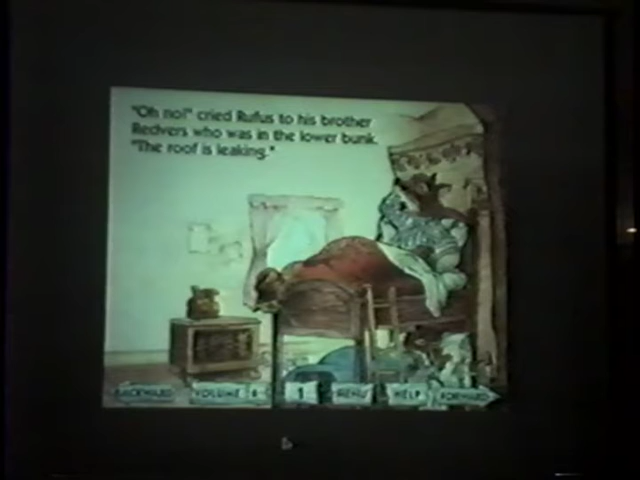 "Oh no!" cried Rufus to his brother
Redvers who was in the lower bunk.
"The roof is leaking."
BACKWARD VOLUME 8 1 MENU HELP FORWARD